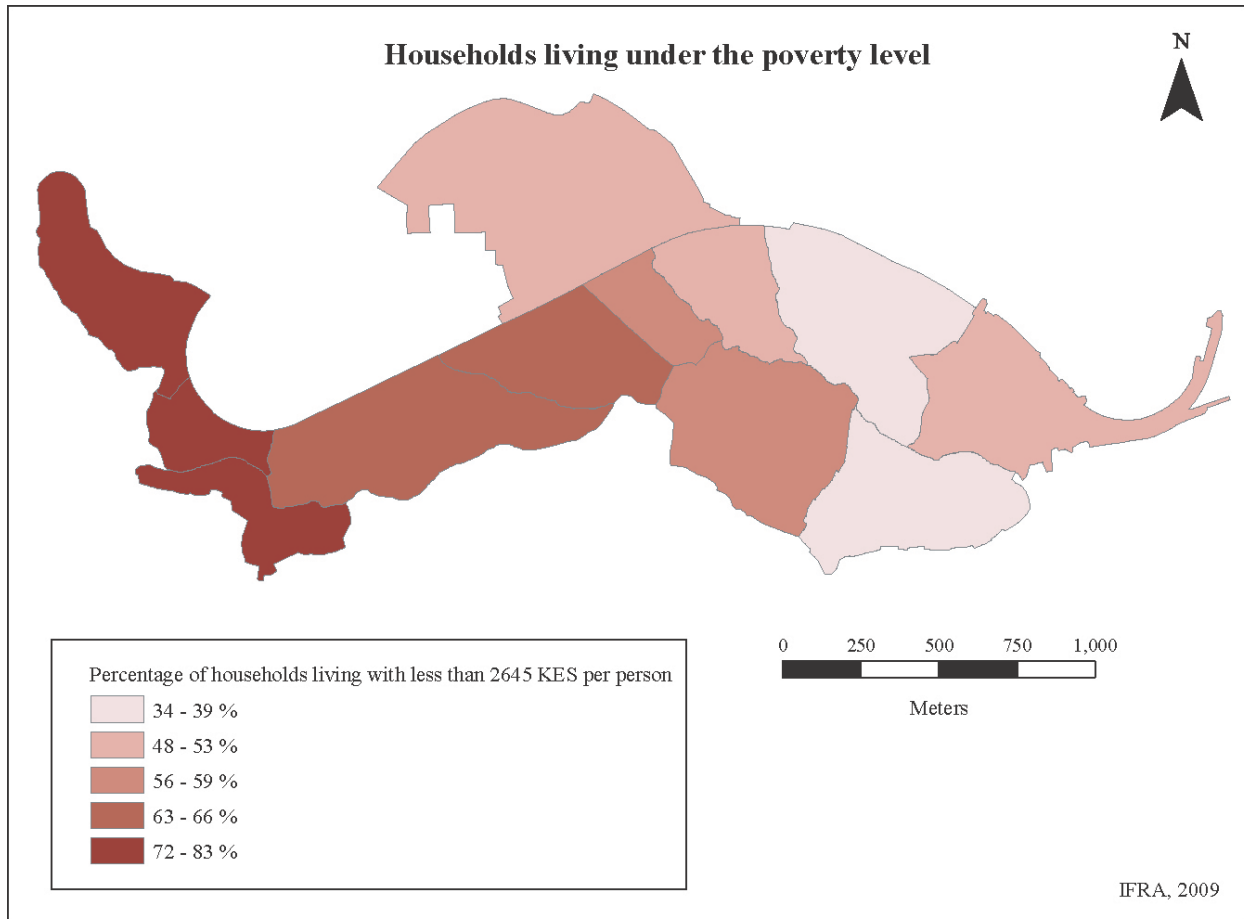 Households living under the poverty level
N
Percentage of households living with less than 2645 KES per person
34 - 39 %
48 - 53 %
56 - 59 %
63 - 66 %
72 - 83 %
0 250 500 750 1,000
Meters
IFRA, 2009